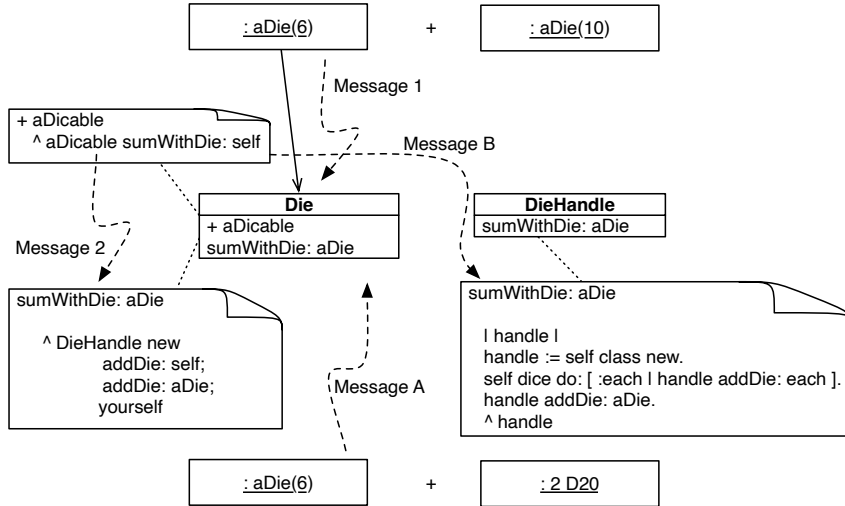 : aDie(6)
+
: aDie(10)
Message 1
+ aDicable
^ aDicable sumWithDie: self
Message B
Die
+ aDicable
sumWithDie: aDie
DieHandle
sumWithDie: aDie
Message 2
sumWithDie: aDie
^ DieHandle new
addDie: self;
addDie: aDie;
yourself
Message A
sumWithDie: aDie
| handle |
handle := self class new.
self dice do: [ :each | handle addDie: each ].
handle addDie: aDie.
^ handle
: aDie(6)
+
: 2 D20